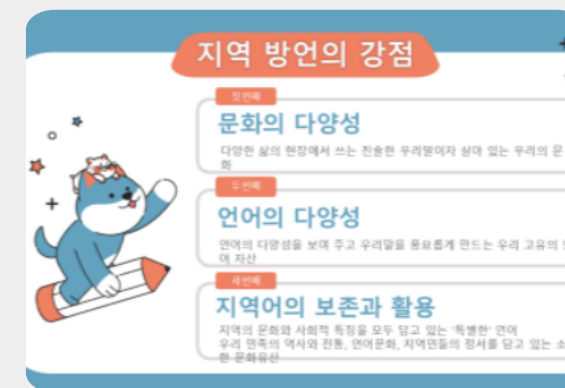 지역 방언의 강점
첫번째
문화의 다양성
다양한 삶의 현장에서 쓰는 진솔한 우리말이자 살아 있는 우리의 문
화
두번째
언어의 다양성
언어의 다양성을 보여 주고 우리말을 풍요롭게 만드는 우리 고유의
어 자산
세번째
지역어의 보존과 활용
지역의 문화와 사회적 특징을 모두 담고 있는 ‘특별한’ 언어
우리 민족의 역사와 전통, 언어문화, 지역민들의 정서를 담고 있는 소
한 문화유산